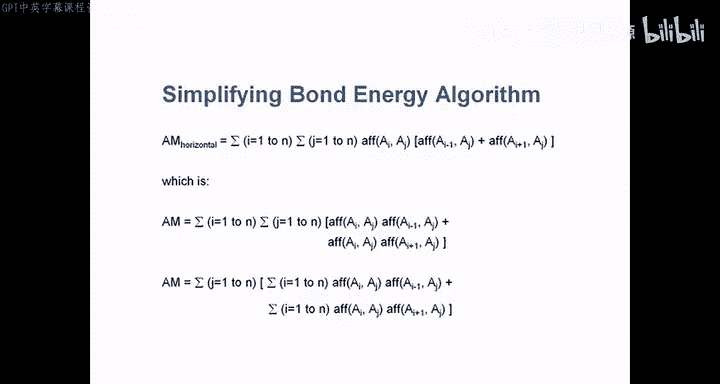 GPT中英字幕课程资源
bilibili
Simplifying Bond Energy Algorithm
AMhorizontal = Σ (i=1 to n) Σ (j=1 to n) aff(Ai, Aj) [aff(Ai-1, Aj) + aff(Ai+1, Aj) ]
which is:
AM = Σ (i=1 to n) Σ (j=1 to n) [aff(Ai, Aj) aff(Ai-1, Aj) +
aff(Ai, Aj) aff(Ai+1, Aj) ]
AM = Σ (j=1 to n) [ Σ (i=1 to n) aff(Ai, Aj) aff(Ai-1, Aj) +
Σ (i=1 to n) aff(Ai, Aj) aff(Ai+1, Aj) ]